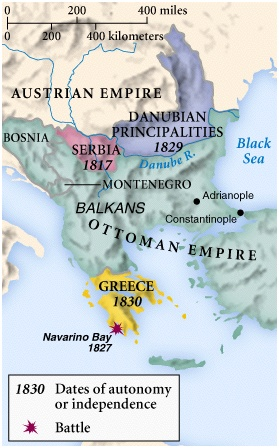 0 200 400 miles
0 200 400 kilometers
AUSTRIAN EMPIRE
DANUBIAN
PRINCIPALITIES
1829
BOSNIA
SERBIA
1817
Danube R.
Black
Sea
MONTENEGRO
Adrianople
BALKANS
Constantinople
OTTOMAN EMPIRE
GREECE
1830
Navarino Bay
1827
1830 Dates of autonomy
or independence
Battle